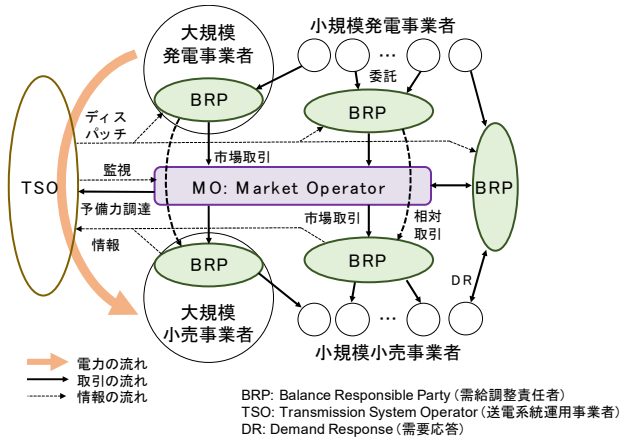 大規模
発電事業者
小規模発電事業者
…
委託
BRP
BRP
ディス
パッチ
市場取引
監視
TSO
MO: Market Operator
BRP
予備力調達
市場取引
相対
取引
情報
BRP
BRP
DR
大規模
小売事業者
…
小規模小売事業者
電力の流れ
取引の流れ
情報の流れ
BRP: Balance Responsible Party (需給調整責任者)
TSO: Transmission System Operator (送電系統運用事業者)
DR: Demand Response (需要応答)